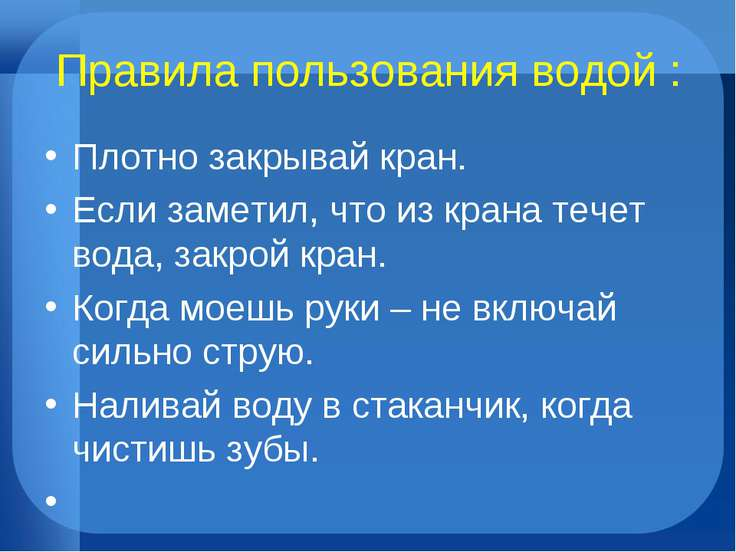 Правила пользования водой :
• Плотно закрывай кран.
• Если заметил, что из крана течет
вода, закрой кран.
• Когда моешь руки – не включай
сильно струю.
• Наливай воду в стаканчик, когда
чистишь зубы.
•